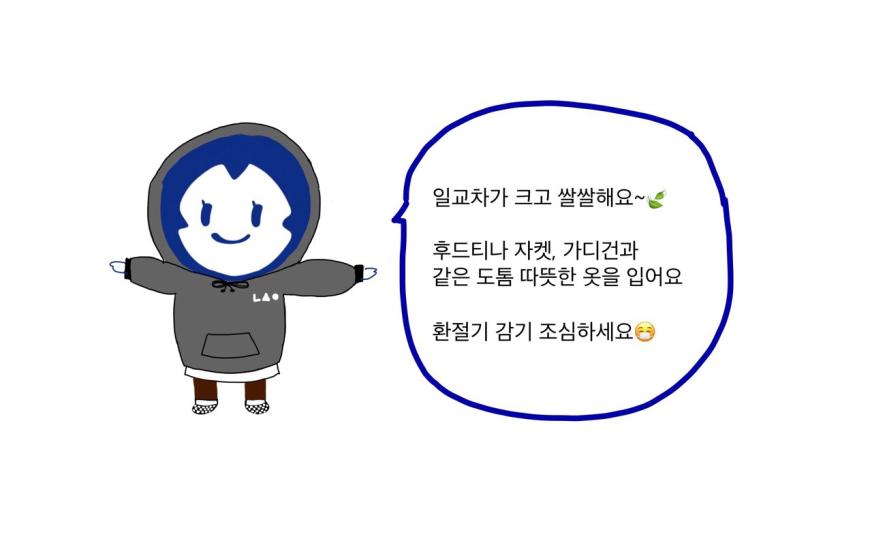 LAO
일교차가 크고 쌀쌀해요~🍃
후드티나 자켓, 가디건과
같은 도톰 따뜻한 옷을 입어요
환절기 감기 조심하세요😷